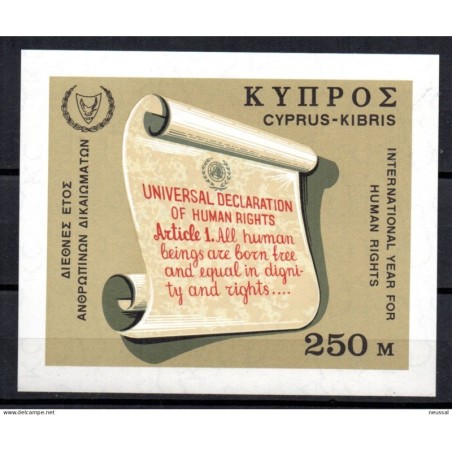 ΚΥΠΡΟΣ
CYPRUS-KIBRIS
ΔΙΕΘΝΕΣ ΕΤΟΣ
ΑΝΘΡΩΠΙΝΩΝ ΔΙΚΑΙΩΜΑΤΩΝ
UNIVERSAL DECLARATION
OF HUMAN RIGHTS
Article 1. All human
beings are born free
and equal in digni-
ty and rights....
INTERNATIONAL YEAR FOR
HUMAN RIGHTS
250 M
www.delcampe.net
neussal